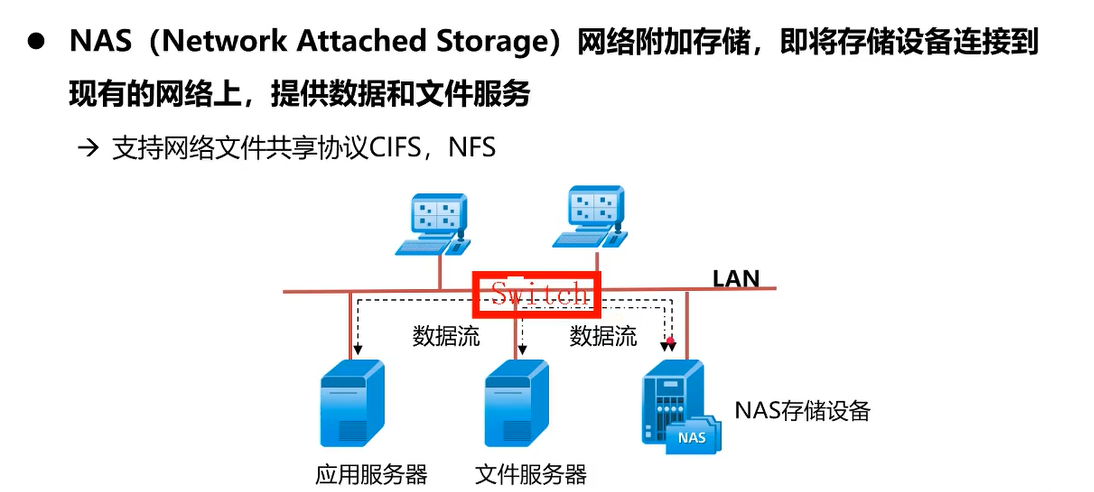 ● NAS（Network Attached Storage）网络附加存储，即将存储设备连接到
现有的网络上，提供数据和文件服务
→ 支持网络文件共享协议CIFS，NFS
LAN
Switch
数据流
数据流
NAS存储设备
NAS
应用服务器
文件服务器